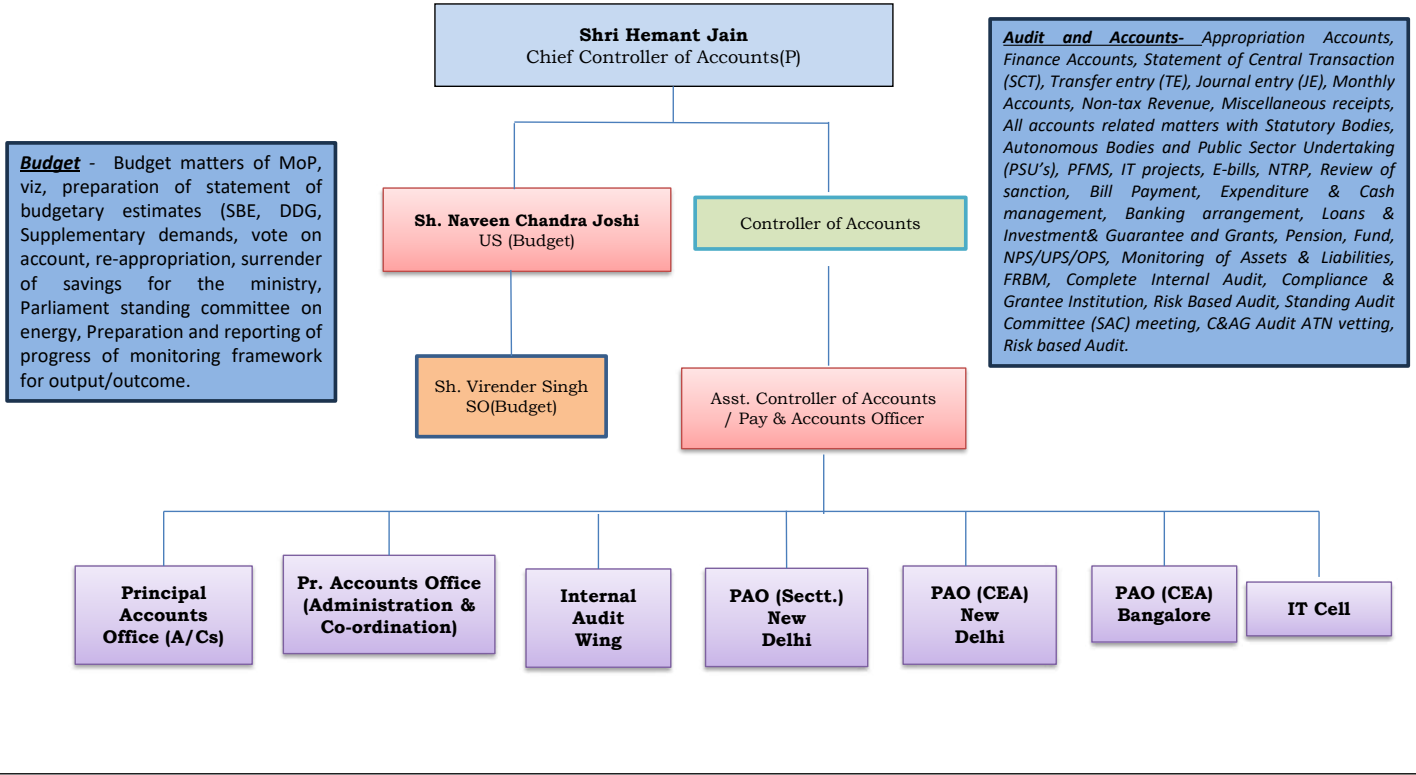 Shri Hemant Jain
Chief Controller of Accounts(P)
Audit and Accounts- Appropriation Accounts,
Finance Accounts, Statement of Central Transaction
(SCT), Transfer entry (TE), Journal entry (JE), Monthly
Accounts, Non-tax Revenue, Miscellaneous receipts,
All accounts related matters with Statutory Bodies,
Autonomous Bodies and Public Sector Undertaking
(PSU's), PFMS, IT projects, E-bills, NTRP, Review of
sanction, Bill Payment, Expenditure & Cash
management, Banking arrangement, Loans &
Investment& Guarantee and Grants, Pension, Fund,
NPS/UPS/OPS, Monitoring of Assets & Liabilities,
FRBM, Complete Internal Audit, Compliance &
Grantee Institution, Risk Based Audit, Standing Audit
Committee (SAC) meeting, C&AG Audit ATN vetting,
Risk based Audit.
Budget - Budget matters of MoP,
viz, preparation of statement of
budgetary estimates (SBE, DDG,
Supplementary demands, vote on
account, re-appropriation, surrender
of savings for the ministry,
Parliament standing committee on
energy, Preparation and reporting of
progress of monitoring framework
for output/outcome.
Sh. Naveen Chandra Joshi
US (Budget)
Controller of Accounts
Sh. Virender Singh
SO(Budget)
Asst. Controller of Accounts
/ Pay & Accounts Officer
Principal
Accounts
Office (A/Cs)
Pr. Accounts Office
(Administration &
Co-ordination)
Internal
Audit
Wing
PAO (Sectt.)
New
Delhi
PAO (CEA)
New
Delhi
PAO (CEA)
Bangalore
IT Cell